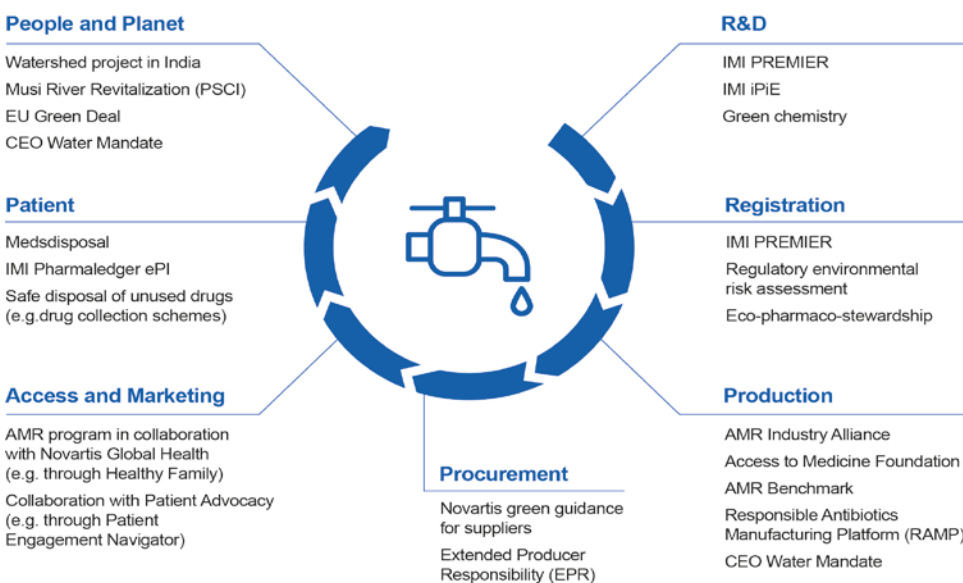 People and Planet
Watershed project in India
Musi River Revitalization (PSCI)
EU Green Deal
CEO Water Mandate
R&D
IMI PREMIER
IMI iPiE
Green chemistry
Patient
Medsdisposal
IMI Pharmaledger ePI
Safe disposal of unused drugs
(e.g.drug collection schemes)
Registration
IMI PREMIER
Regulatory environmental
risk assessment
Eco-pharmaco-stewardship
Access and Marketing
AMR program in collaboration
with Novartis Global Health
(e.g. through Healthy Family)
Collaboration with Patient Advocacy
(e.g. through Patient
Engagement Navigator)
Procurement
Novartis green guidance
for suppliers
Extended Producer
Responsibility (EPR)
Production
AMR Industry Alliance
Access to Medicine Foundation
AMR Benchmark
Responsible Antibiotics
Manufacturing Platform (RAMP)
CEO Water Mandate